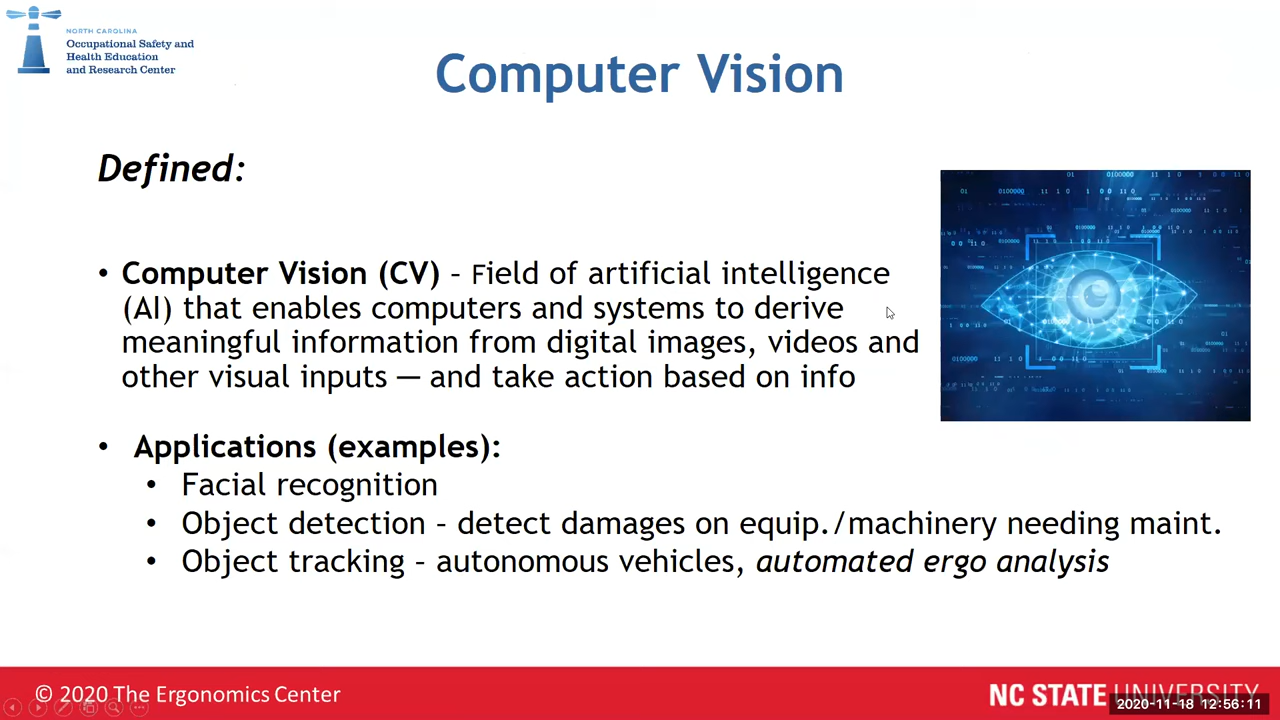 NORTH CAROLINA
Occupational Safety and
Health Education
and Research Center
Computer Vision
Defined:
• Computer Vision (CV) – Field of artificial intelligence
(AI) that enables computers and systems to derive
meaningful information from digital images, videos and
other visual inputs — and take action based on info
• Applications (examples):
• Facial recognition
• Object detection – detect damages on equip./machinery needing maint.
• Object tracking – autonomous vehicles, automated ergo analysis
© 2020 The Ergonomics Center
NC STATE UNIVERSITY
2020-11-18 12:56:11